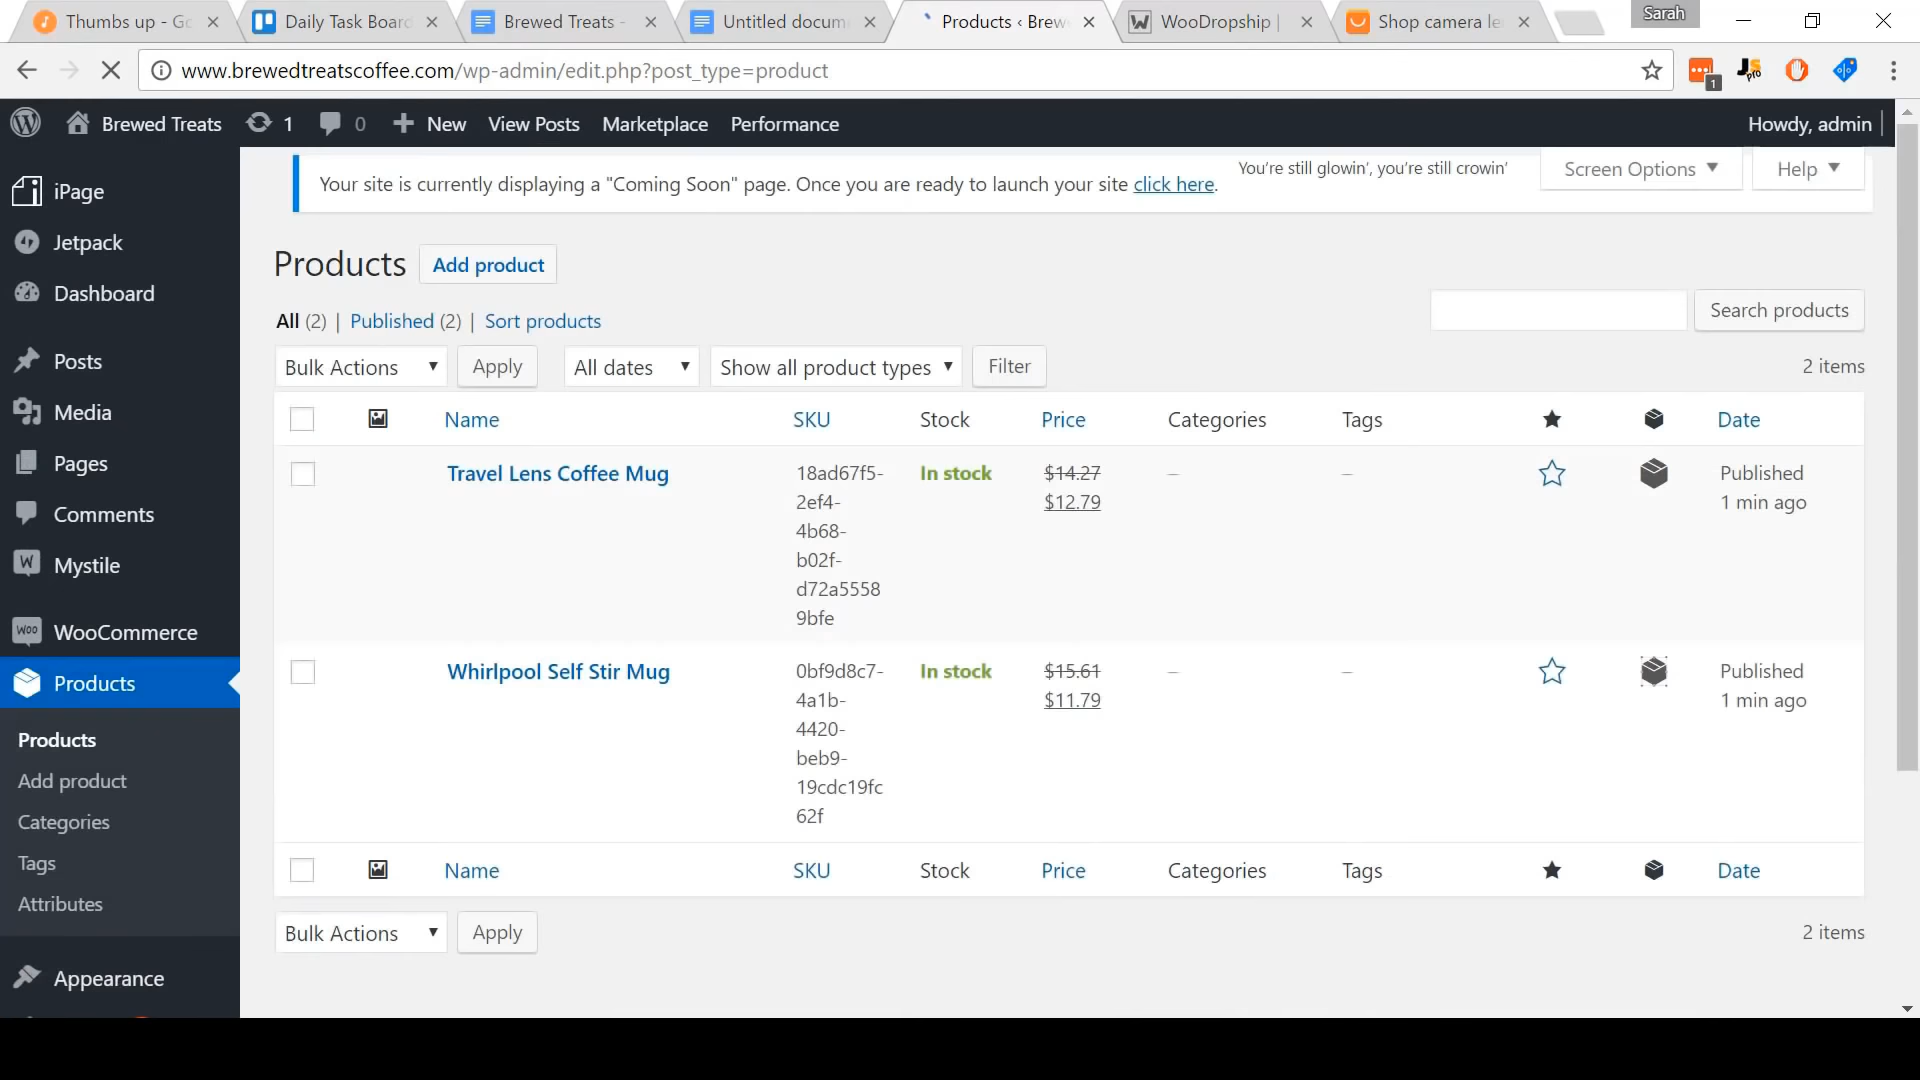 Thumbs up - Go
Daily Task Board
Brewed Treats -
Untitled docum
Products ‹ Brew
WooDropship |
Shop camera le
Sarah
www.brewedtreatscoffee.com/wp-admin/edit.php?post_type=product
1
JS pro
Brewed Treats
1
0
New
View Posts
Marketplace
Performance
Howdy, admin
iPage
Jetpack
Dashboard
Posts
Media
Pages
Comments
Mystile
WooCommerce
Products
Products
Add product
Categories
Tags
Attributes
Appearance
Your site is currently displaying a "Coming Soon" page. Once you are ready to launch your site click here.
You're still glowin', you're still crowin'
Screen Options
Help
Products
Add product
All (2) | Published (2) | Sort products
Search products
Bulk Actions
Apply
All dates
Show all product types
Filter
2 items
Name SKU Stock Price Categories Tags Date
Travel Lens Coffee Mug
18ad67f5-
2ef4-
4b68-
b02f-
d72a5558
9bfe
In stock
$14.27
$12.79
–
–
Published
1 min ago
Whirlpool Self Stir Mug
0bf9d8c7-
4a1b-
4420-
beb9-
19cdc19fc
62f
In stock
$15.61
$11.79
–
–
Published
1 min ago
Name SKU Stock Price Categories Tags Date
Bulk Actions
Apply
2 items